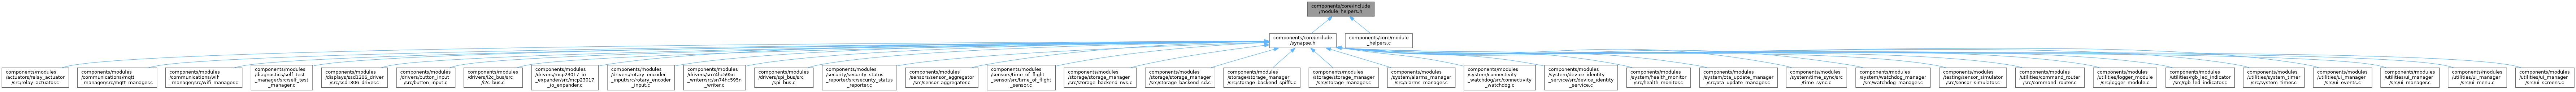 components/core/include
/module_helpers.h
components/core/include
/synapse.h
components/core/module
_helpers.c
components/modules
/actuators/relay_actuator
/src/relay_actuator.c
components/modules
/communications/mqtt
_manager/src/mqtt_manager.c
components/modules
/communications/wifi
_manager/src/wifi_manager.c
components/modules
/diagnostics/self_test
_manager/src/self_test
_manager.c
components/modules
/displays/ssd1306_driver
/src/ssd1306_driver.c
components/modules
/drivers/button_input
/src/button_input.c
components/modules
/drivers/i2c_bus/src
/i2c_bus.c
components/modules
/drivers/mcp23017_io
_expander/src/mcp23017
_io_expander.c
components/modules
/drivers/rotary_encoder
_input/src/rotary_encoder
_input.c
components/modules
/drivers/sn74hc595n
_writer/src/sn74hc595n
_writer.c
components/modules
/drivers/spi_bus/src
/spi_bus.c
components/modules
/security/security_status
_reporter/src/security_status
_reporter.c
components/modules
/sensors/sensor_aggregator
/src/sensor_aggregator.c
components/modules
/sensors/time_of_flight
_sensor/src/time_of_flight
_sensor.c
components/modules
/storage/storage_manager
/src/storage_backend_nvs.c
components/modules
/storage/storage_manager
/src/storage_backend_sd.c
components/modules
/storage/storage_manager
/src/storage_backend_spiffs.c
components/modules
/storage/storage_manager
/src/storage_manager.c
components/modules
/system/alarms_manager
/src/alarms_manager.c
components/modules
/system/connectivity
_watchdog/src/connectivity
_watchdog.c
components/modules
/system/device_identity
_service/src/device_identity
_service.c
components/modules
/system/health_monitor
/src/health_monitor.c
components/modules
/system/ota_update_manager
/src/ota_update_manager.c
components/modules
/system/time_sync/src
/time_sync.c
components/modules
/system/watchdog_manager
/src/watchdog_manager.c
components/modules
/testing/sensor_simulator
/src/sensor_simulator.c
components/modules
/utilities/command_router
/src/command_router.c
components/modules
/utilities/logger_module
/src/logger_module.c
components/modules
/utilities/rgb_led_indicator
/src/rgb_led_indicator.c
components/modules
/utilities/system_timer
/src/system_timer.c
components/modules
/utilities/ui_manager
/src/ui_events.c
components/modules
/utilities/ui_manager
/src/ui_manager.c
components/modules
/utilities/ui_manager
/src/ui_menu.c
components/modules
/utilities/ui_manager
/src/ui_screens.c